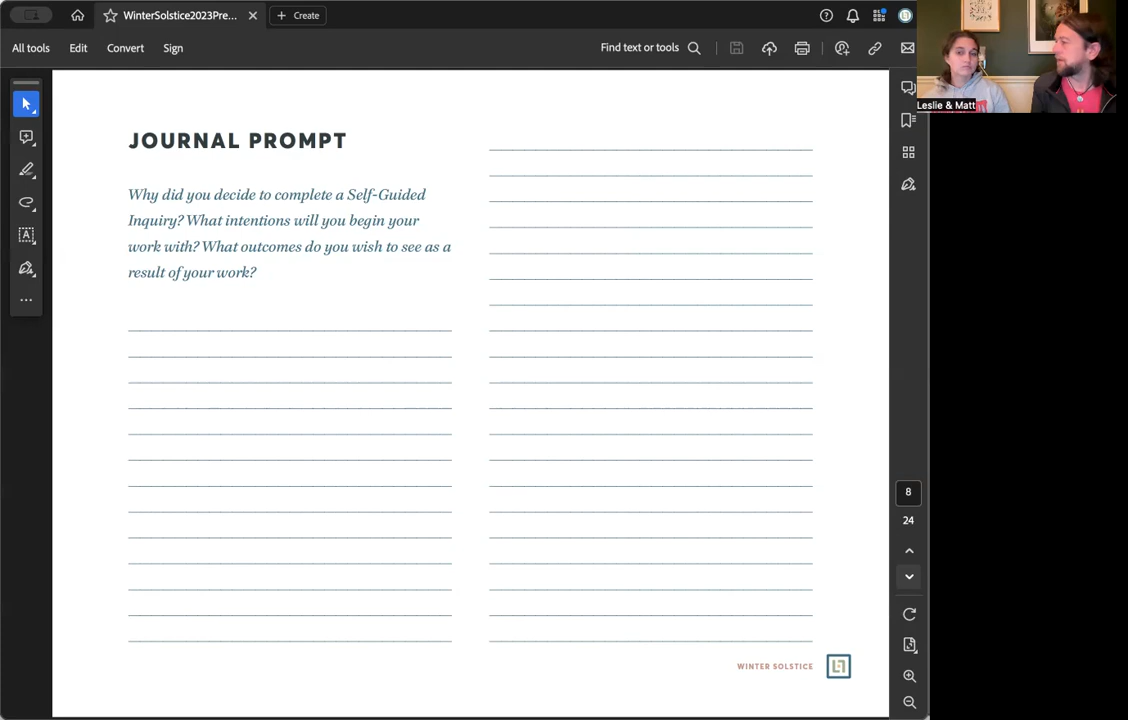 WinterSolstice2023Pre...
Create
All tools
Edit
Convert
Sign
Find text or tools
Leslie & Matt
JOURNAL PROMPT
Why did you decide to complete a Self-Guided
Inquiry? What intentions will you begin your
work with? What outcomes do you wish to see as a
result of your work?
8
24
WINTER SOLSTICE